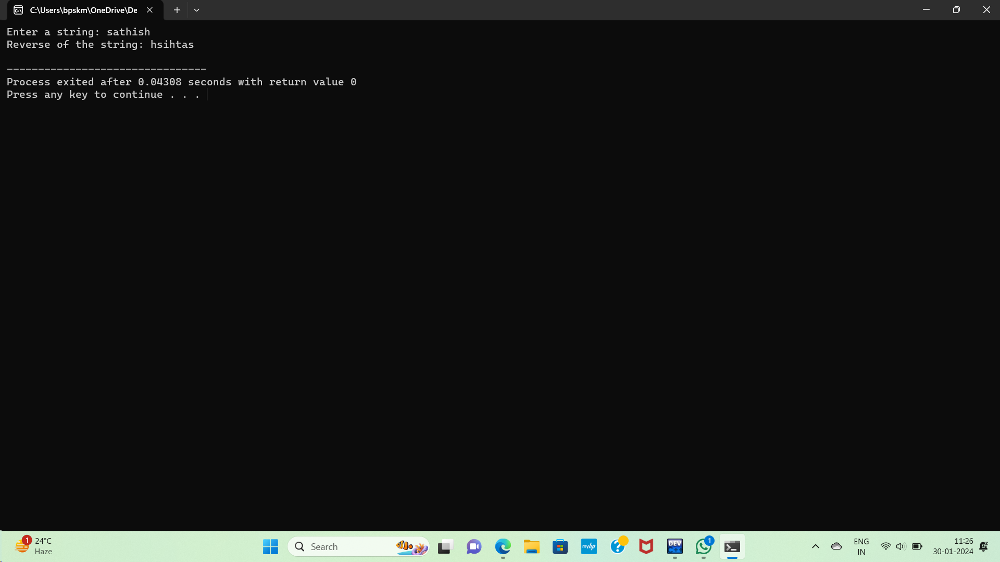 C:\Users\bpskm\OneDrive\De
Enter a string: sathish
Reverse of the string: hsihtas
--------------------------------
Process exited after 0.04308 seconds with return value 0
Press any key to continue . . .
1
24°C
Haze
Search
myhp
?
DEV
C++
1
ENG
IN
11:26
30-01-2024